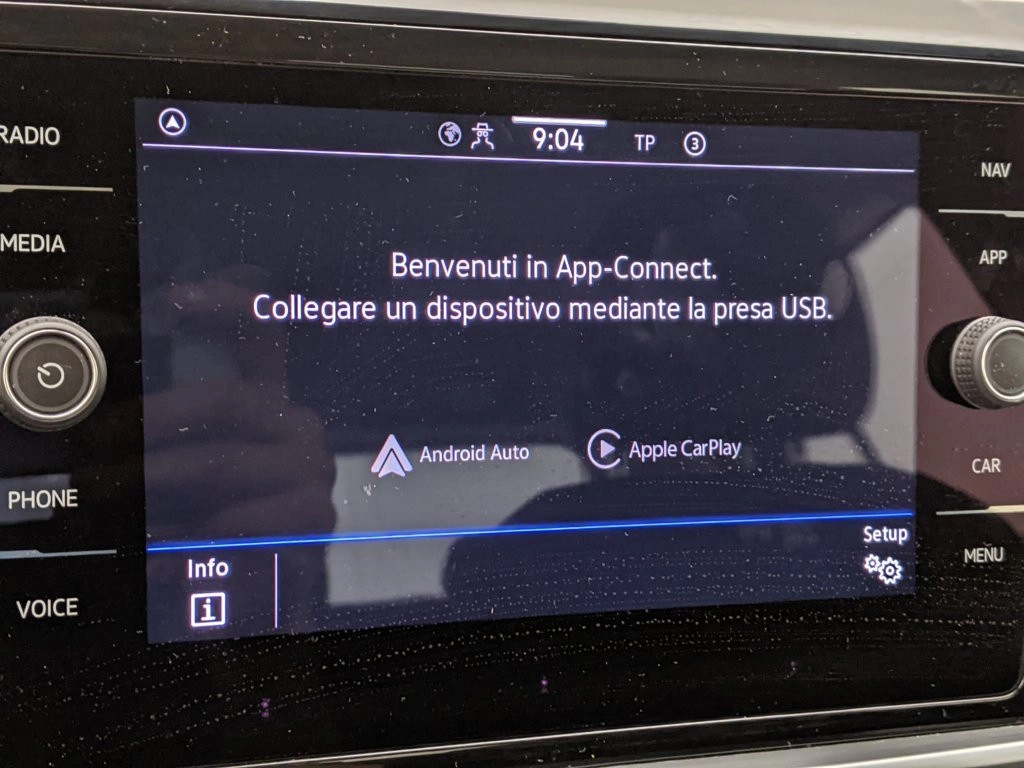 RADIO
MEDIA
PHONE
VOICE
9:04
TP
3
Benvenuti in App-Connect.
Collegare un dispositivo mediante la presa USB.
Android Auto
Apple CarPlay
Info
i
Setup
NAV
APP
CAR
MENU